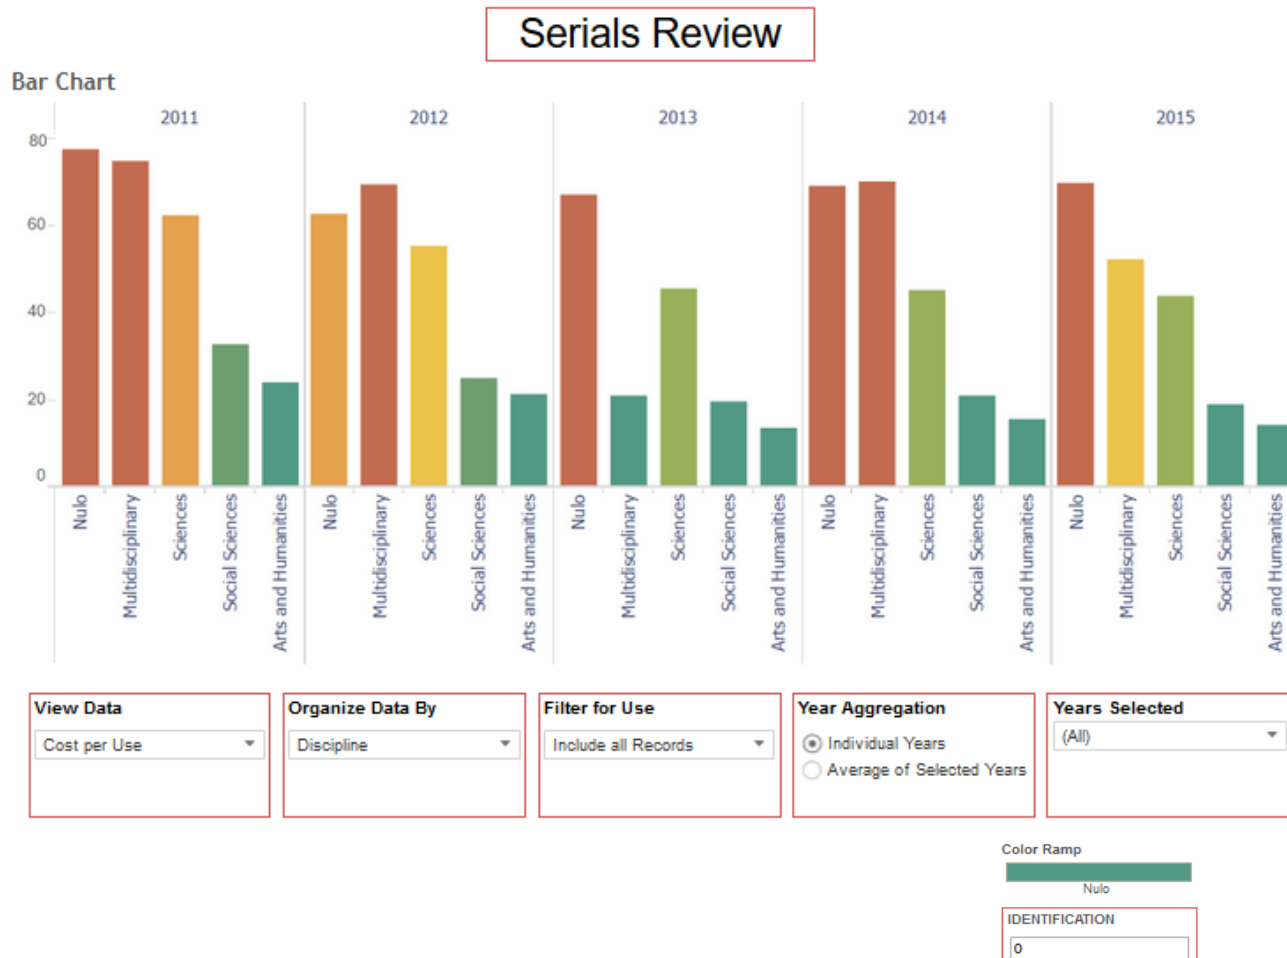 Serials Review
Bar Chart
2011 2012 2013 2014 2015
80
60
40
20
0
Nulo Multidisciplinary Sciences Social Sciences Arts and Humanities Nulo Multidisciplinary Sciences Social Sciences Arts and Humanities Nulo Multidisciplinary Sciences Social Sciences Arts and Humanities Nulo Multidisciplinary Sciences Social Sciences Arts and Humanities Nulo Multidisciplinary Sciences Social Sciences Arts and Humanities
View Data Organize Data By Filter for Use Year Aggregation Years Selected
Cost per Use Discipline Include all Records Individual Years (All)
Average of Selected Years
Color Ramp
Nulo
IDENTIFICATION
0